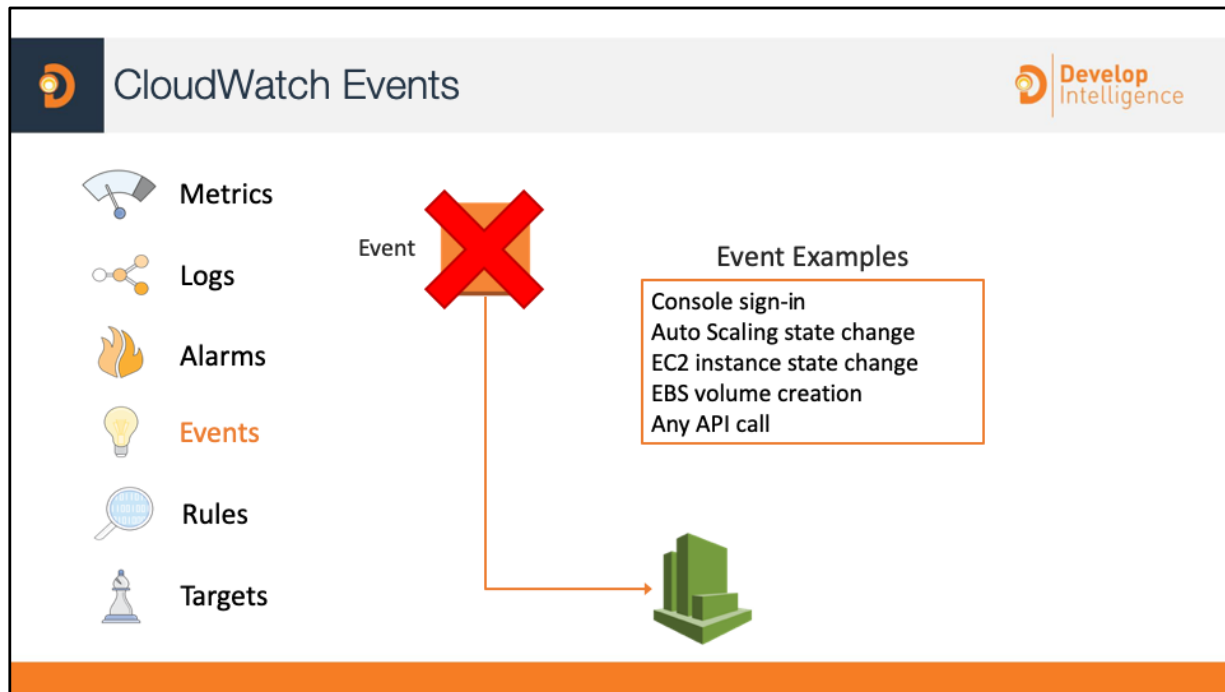 CloudWatch Events
Develop
Intelligence
Metrics
Logs
Alarms
Events
Rules
Targets
Event
Event Examples
Console sign-in
Auto Scaling state change
EC2 instance state change
EBS volume creation
Any API call